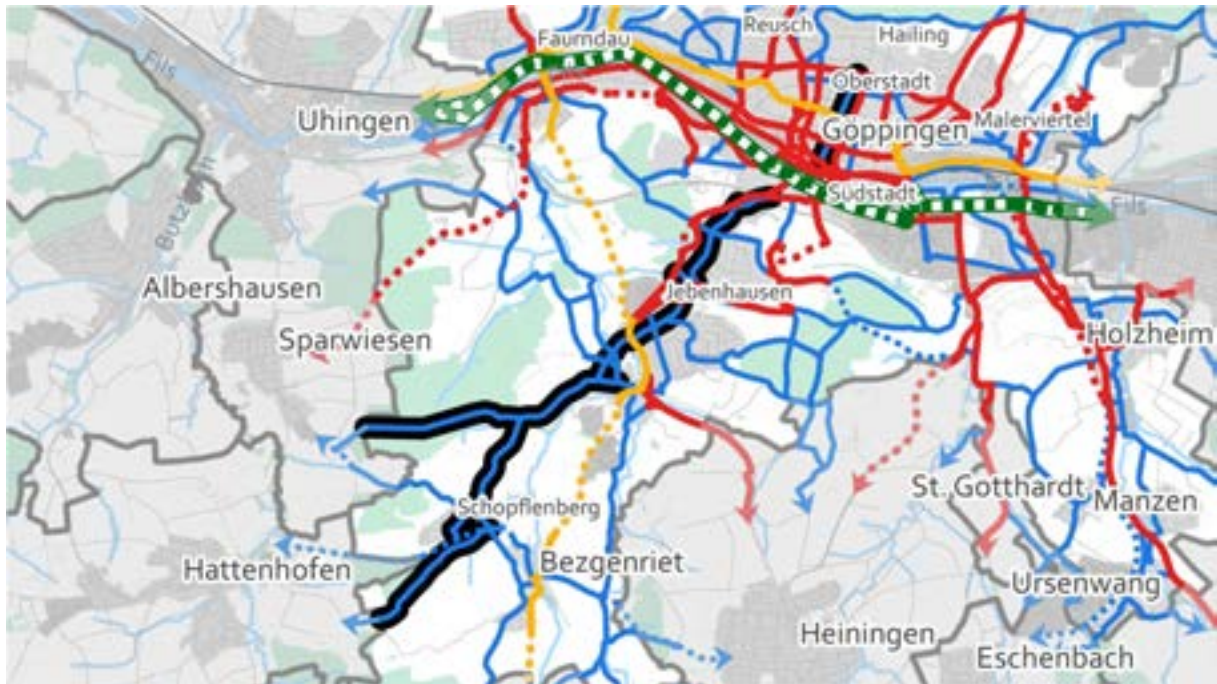 Reusch
Hailing
Faurndau
Fils
Oberstadt
Uhingen
Göppingen
Malerviertel
Südstadt
Fils
Albershausen
Jebenhausen
Sparwiesen
Holzheim
St. Gotthardt
Manzen
Schopflenberg
Hattenhofen
Bezgenriet
Ursenwang
Heiningen
Eschenbach